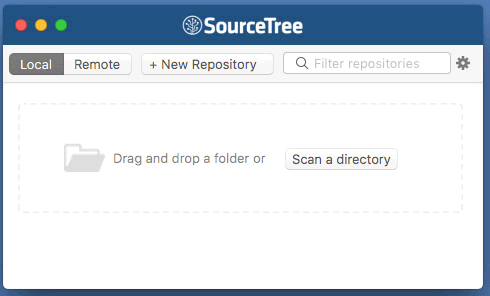 SourceTree
Local Remote + New Repository Filter repositories
Drag and drop a folder or Scan a directory